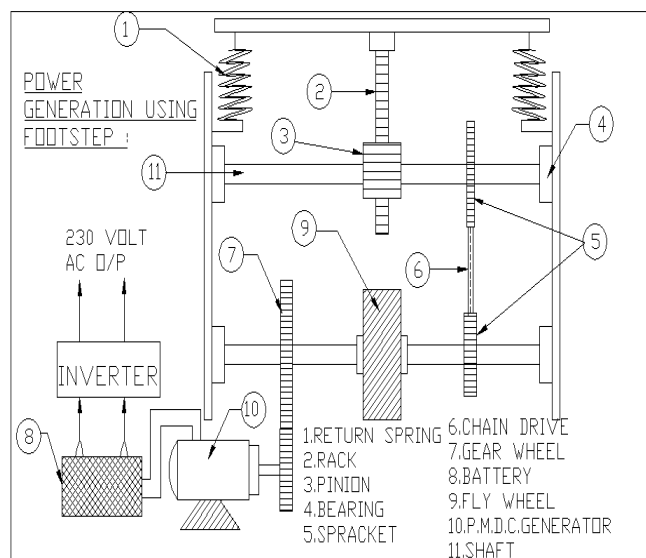 1
POWER
GENERATION USING
FOOTSTEP :
2
3
4
11
230 VOLT
AC O/P
7
9
6
5
INVERTER
8
10
1.RETURN SPRING
2.RACK
3.PINION
4.BEARING
5.SPRACKET
6.CHAIN DRIVE
7.GEAR WHEEL
8.BATTERY
9.FLY WHEEL
10.P.M.D.C.GENERATOR
11.SHAFT